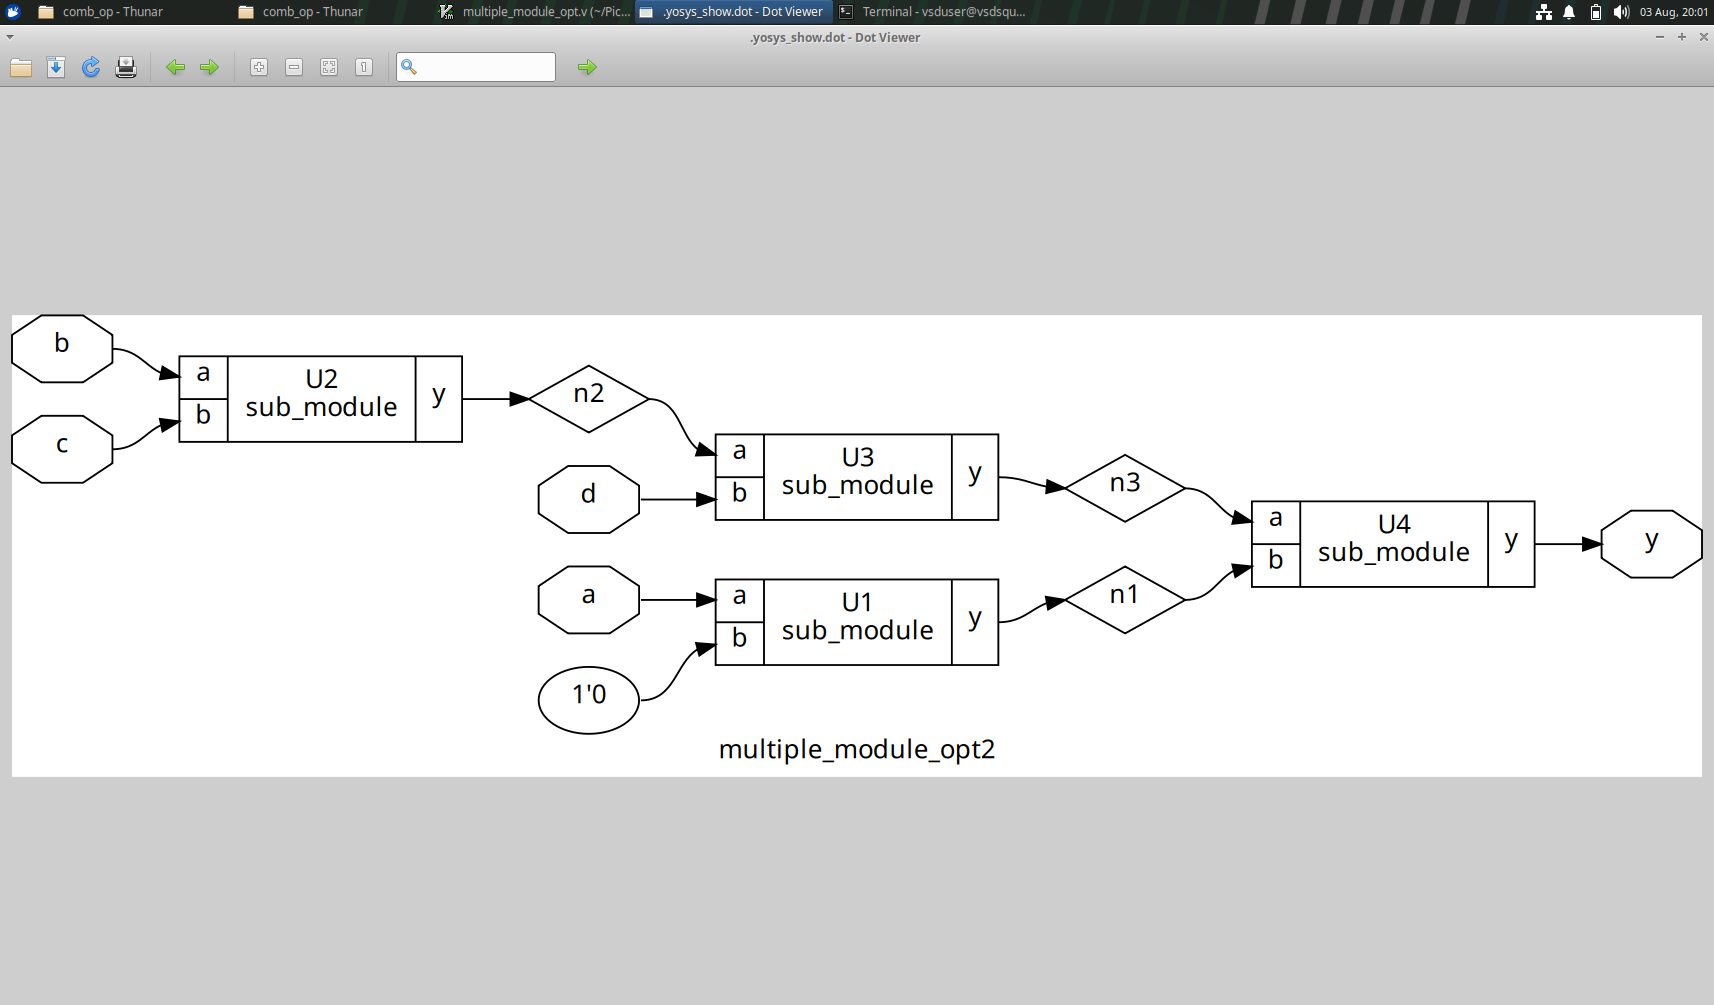 comb_op - Thunar
comb_op - Thunar
multiple_module_opt.v (~/Pic...
.yosys_show.dot - Dot Viewer
Terminal - vsduser@vsdsqu...
03 Aug, 20:01
.yosys_show.dot - Dot Viewer
b
c
a
b
U2
sub_module
y
n2
d
a
b
U3
sub_module
y
n3
a
1'0
a
b
U1
sub_module
y
n1
a
b
U4
sub_module
y
y
multiple_module_opt2